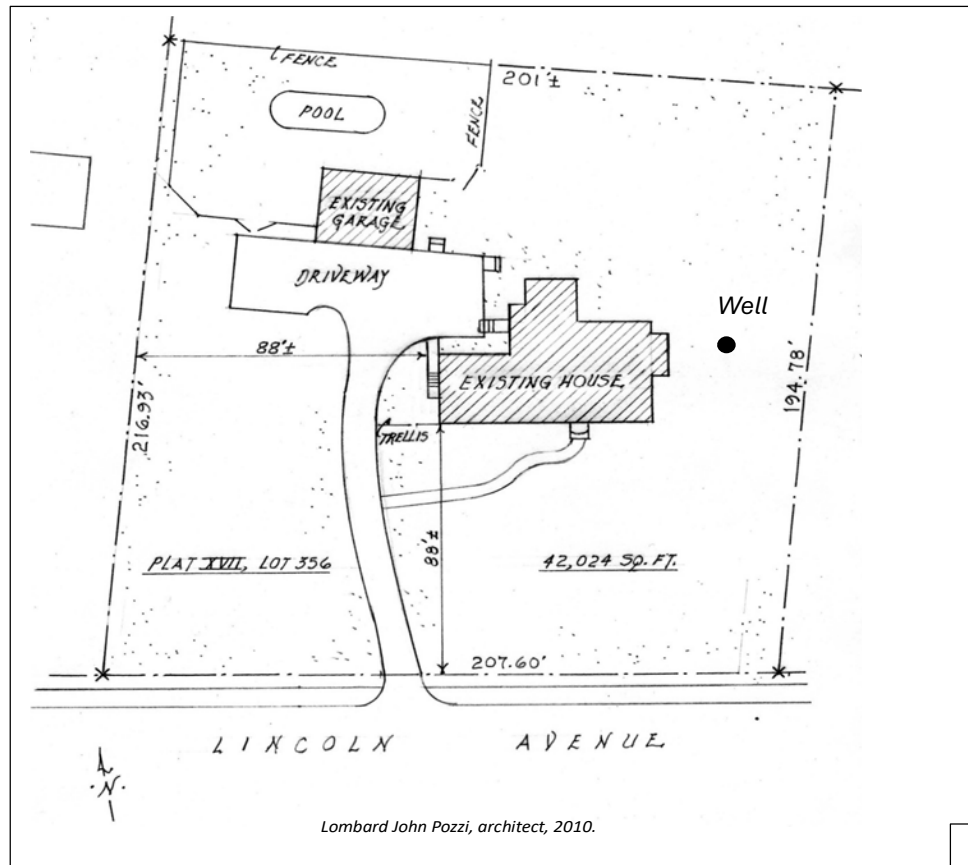 FENCE
201'±
POOL
FENCE
EXISTING
GARAGE
DRIVEWAY
Well
88'±
EXISTING HOUSE
194.78'
216.93'
TRELLIS
88'±
PLAT XVII, LOT 356
42,024 SQ. FT.
207.60'
LINCOLN AVENUE
N
Lombard John Pozzi, architect, 2010.